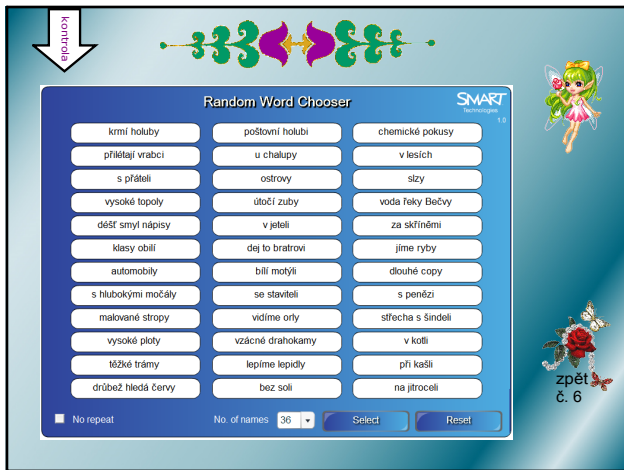 kontrola
Random Word Chooser
SMART
Technologies
1.0
krmí holuby poštovní holubi chemické pokusy
přilétají vrabci u chalupy v lesích
s přáteli ostrovy slzy
vysoké topoly útočí zuby voda řeky Bečvy
déšť smyl nápisy v jeteli za skříněmi
klasy obilí dej to bratrovi jíme ryby
automobily bílí motýli dlouhé copy
s hlubokými močály se staviteli s penězi
malované stropy vidíme orly střecha s šindeli
vysoké ploty vzácné drahokamy v kotli
těžké trámy lepíme lepidly při kašli
drůbež hledá červy bez soli na jitroceli
No repeat No. of names 36 Select Reset
zpět
č. 6